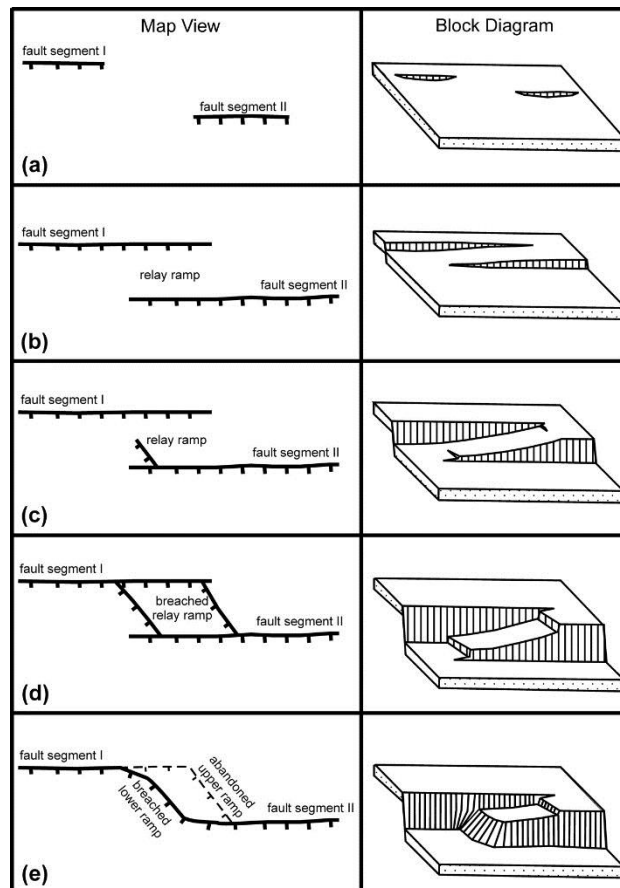 Map View
Block Diagram
fault segment I
fault segment II
(a)
fault segment I
relay ramp
fault segment II
(b)
fault segment I
relay ramp
fault segment II
(c)
fault segment I
breached
relay ramp
fault segment II
(d)
fault segment I
breached
lower ramp
abandoned
upper ramp
fault segment II
(e)